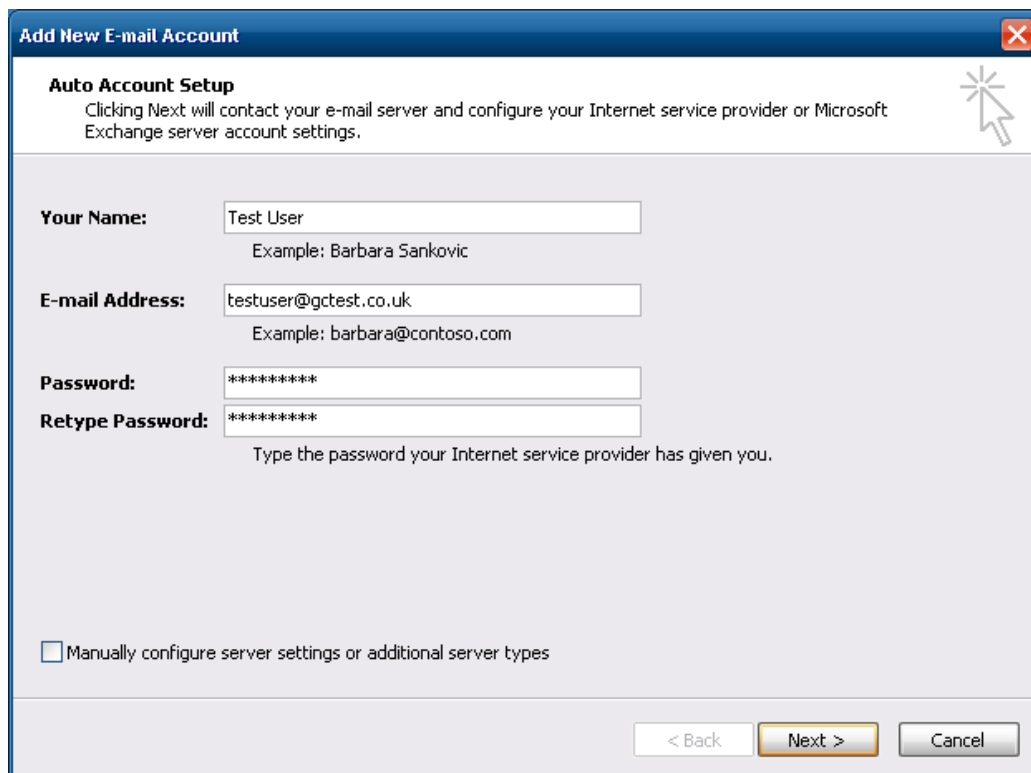 Add New E-mail Account
Auto Account Setup
Clicking Next will contact your e-mail server and configure your Internet service provider or Microsoft
Exchange server account settings.
Your Name: Test User
Example: Barbara Sankovic
E-mail Address: testuser@gctest.co.uk
Example: barbara@contoso.com
Password: *********
Retype Password: *********
Type the password your Internet service provider has given you.
Manually configure server settings or additional server types
< Back Next > Cancel